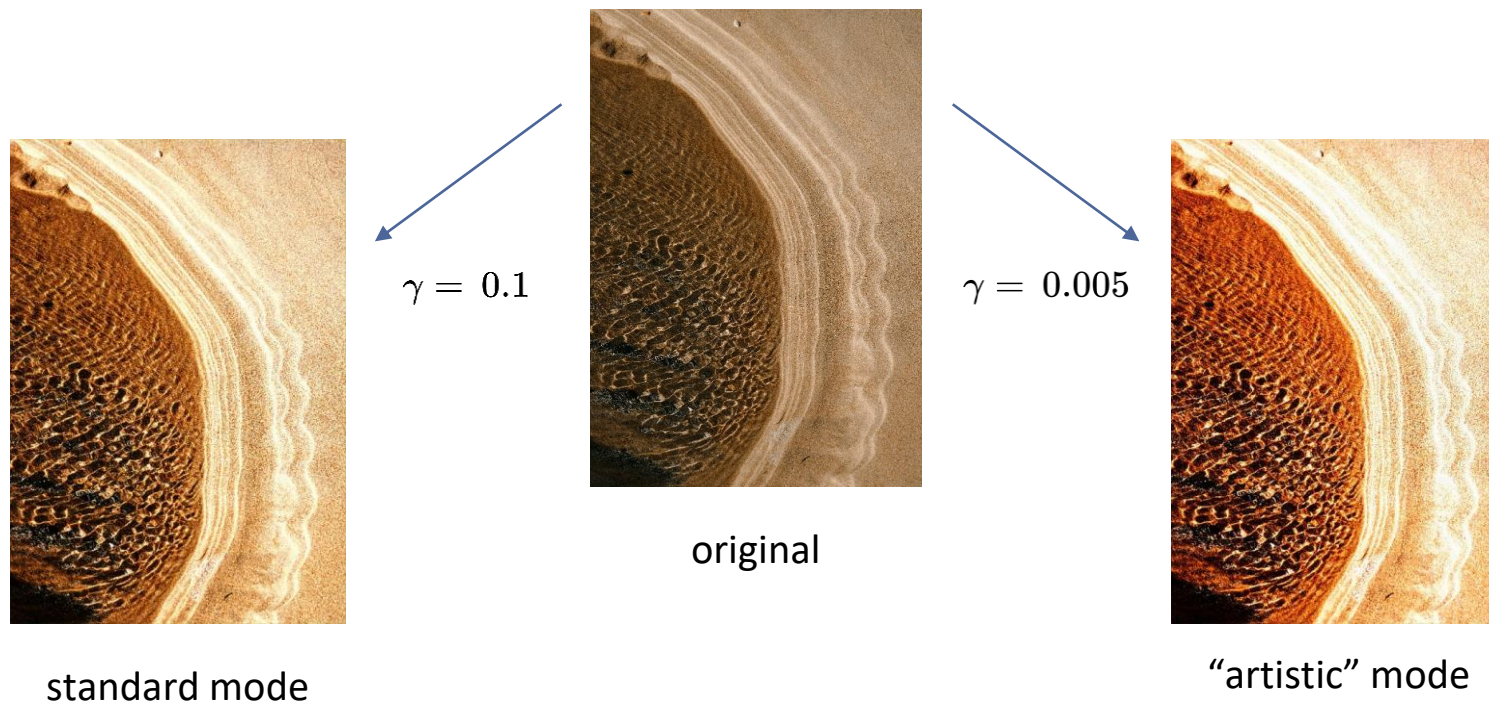 γ = 0.1
γ = 0.005
original
standard mode
“artistic” mode